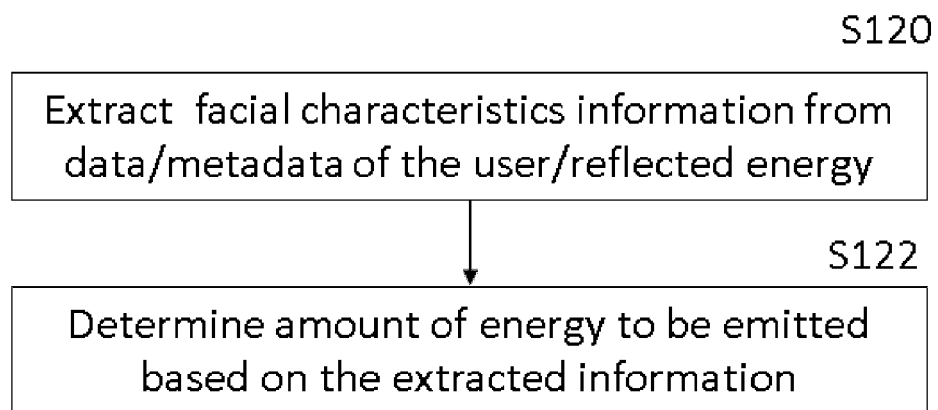 S120
Extract facial characteristics information from
data/metadata of the user/reflected energy
S122
Determine amount of energy to be emitted
based on the extracted information